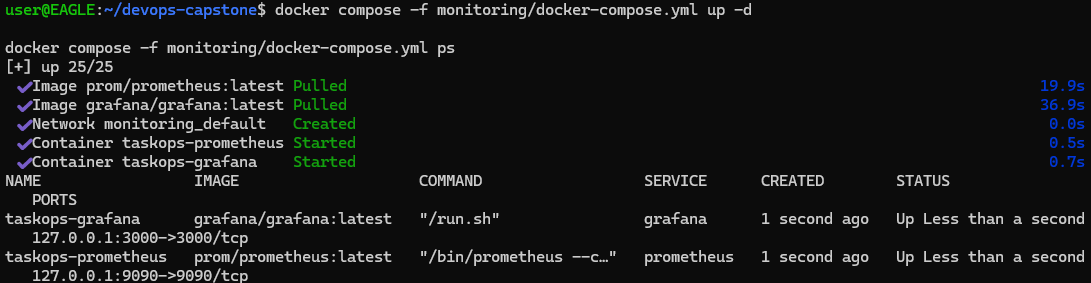 user@EAGLE:~/devops-capstone$ docker compose -f monitoring/docker-compose.yml up -d
docker compose -f monitoring/docker-compose.yml ps
[+] up 25/25
✓Image prom/prometheus:latest Pulled 19.9s
✓Image grafana/grafana:latest Pulled 36.9s
✓Network monitoring_default Created 0.0s
✓Container taskops-prometheus Started 0.5s
✓Container taskops-grafana Started 0.7s
NAME IMAGE COMMAND SERVICE CREATED STATUS
PORTS
taskops-grafana grafana/grafana:latest "/run.sh" grafana 1 second ago Up Less than a second
127.0.0.1:3000->3000/tcp
taskops-prometheus prom/prometheus:latest "/bin/prometheus --c…" prometheus 1 second ago Up Less than a second
127.0.0.1:9090->9090/tcp